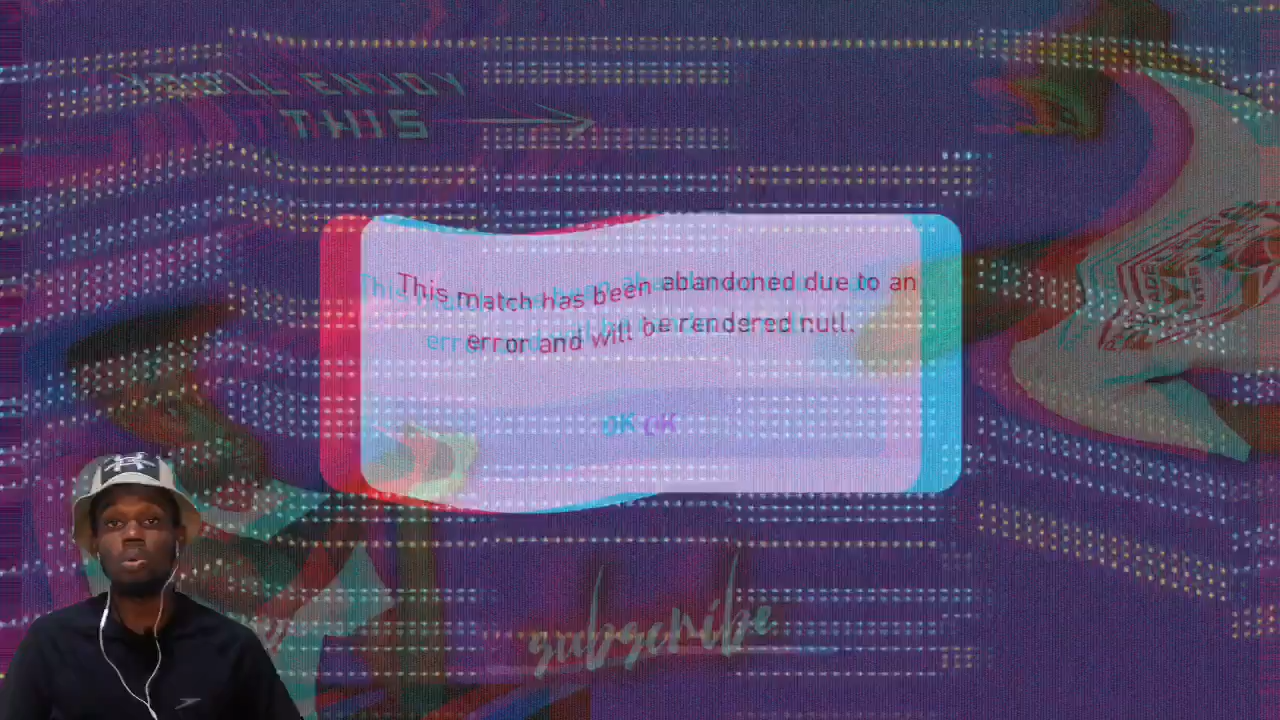 YOU'LL ENJOY
THIS
This match has been abandoned due to an
error and will be rendered null.
OK OK
subscribe